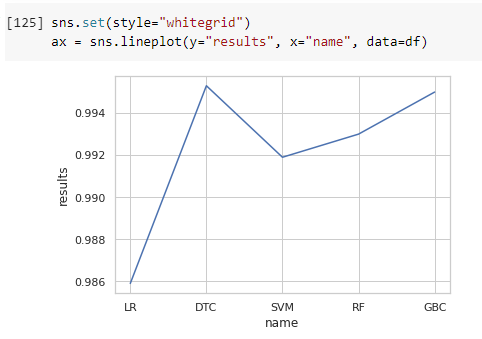 [125] sns.set(style="whitegrid")
ax = sns.lineplot(y="results", x="name", data=df)
0.994
0.992
0.990
0.988
0.986
results
LR DTC SVM RF GBC
name